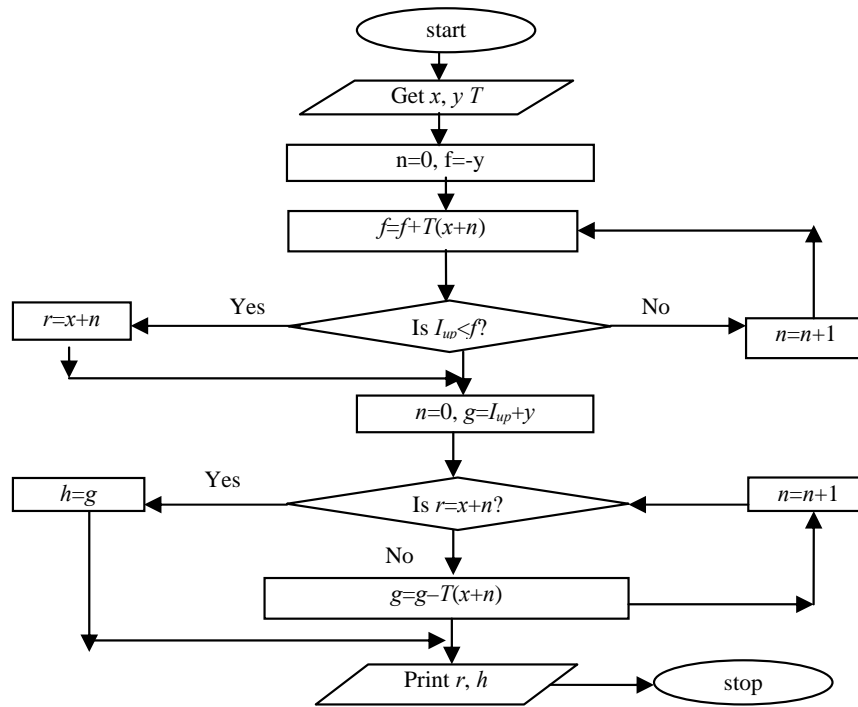 start
Get x, y T
n=0, f=-y
f=f+T(x+n)
Yes
No
r=x+n
Is Iup<f?
n=n+1
n=0, g=Iup+y
Yes
h=g
Is r=x+n?
n=n+1
No
g=g–T(x+n)
Print r, h
stop